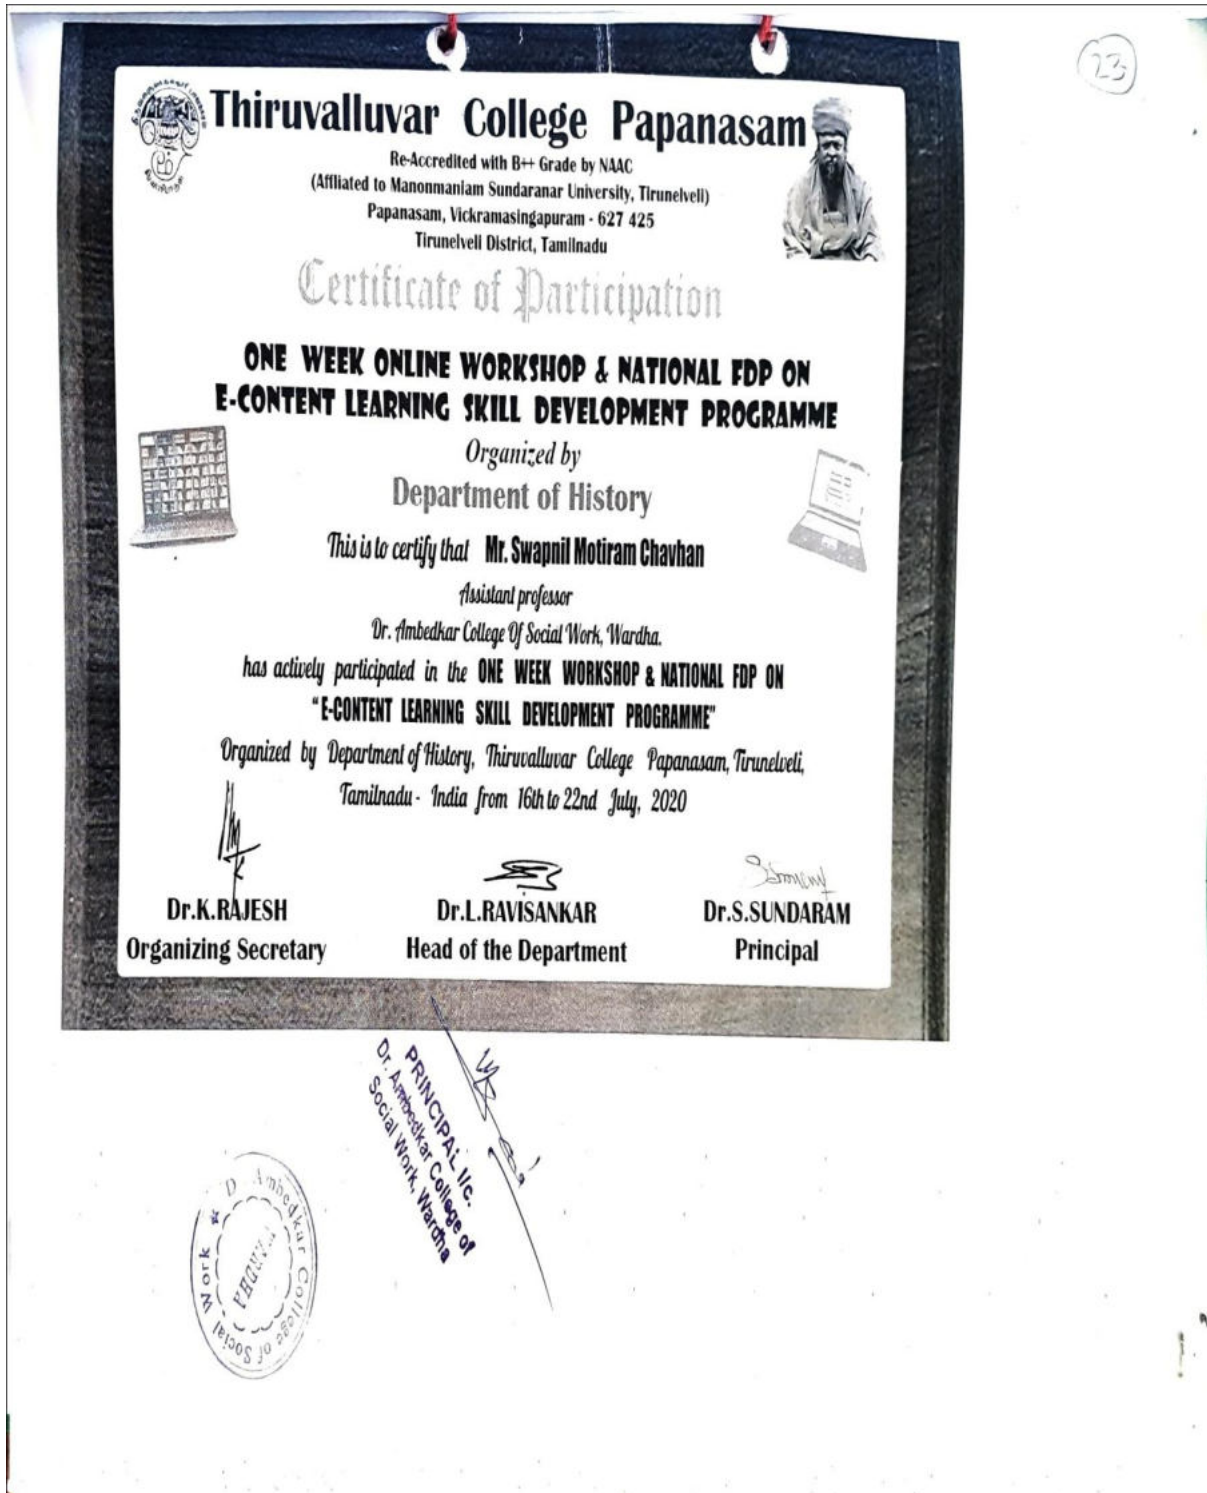 23
Thiruvalluvar College Papanasam
Re-Accredited with B++ Grade by NAAC
(Affliated to Manonmaniam Sundaranar University, Tirunelveli)
Papanasam, Vickramasingapuram - 627 425
Tirunelveli District, Tamilnadu
Certificate of Participation
ONE WEEK ONLINE WORKSHOP & NATIONAL FDP ON
E-CONTENT LEARNING SKILL DEVELOPMENT PROGRAMME
Organized by
Department of History
This is to certify that Mr. Swapnil Motiram Chavhan
Assistant professor
Dr. Ambedkar College Of Social Work, Wardha.
has actively participated in the ONE WEEK WORKSHOP & NATIONAL FDP ON
"E-CONTENT LEARNING SKILL DEVELOPMENT PROGRAMME"
Organized by Department of History, Thiruvalluvar College Papanasam, Tirunelveli,
Tamilnadu - India from 16th to 22nd July, 2020
Dr.K.RAJESH Dr.L.RAVISANKAR Dr.S.SUNDARAM
Organizing Secretary Head of the Department Principal
PRINCIPAL I/c.
Dr. Ambedkar College of
Social Work, Wardha
D Ambedkar College of Social Work